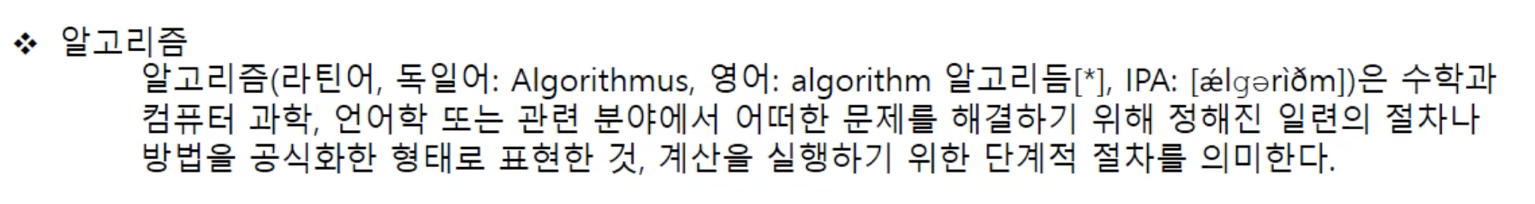 ❖ 알고리즘
알고리즘(라틴어, 독일어: Algorithmus, 영어: algorithm 알고리듬[*], IPA: [ǽlgərìðm])은 수학과
컴퓨터 과학, 언어학 또는 관련 분야에서 어떠한 문제를 해결하기 위해 정해진 일련의 절차나
방법을 공식화한 형태로 표현한 것, 계산을 실행하기 위한 단계적 절차를 의미한다.